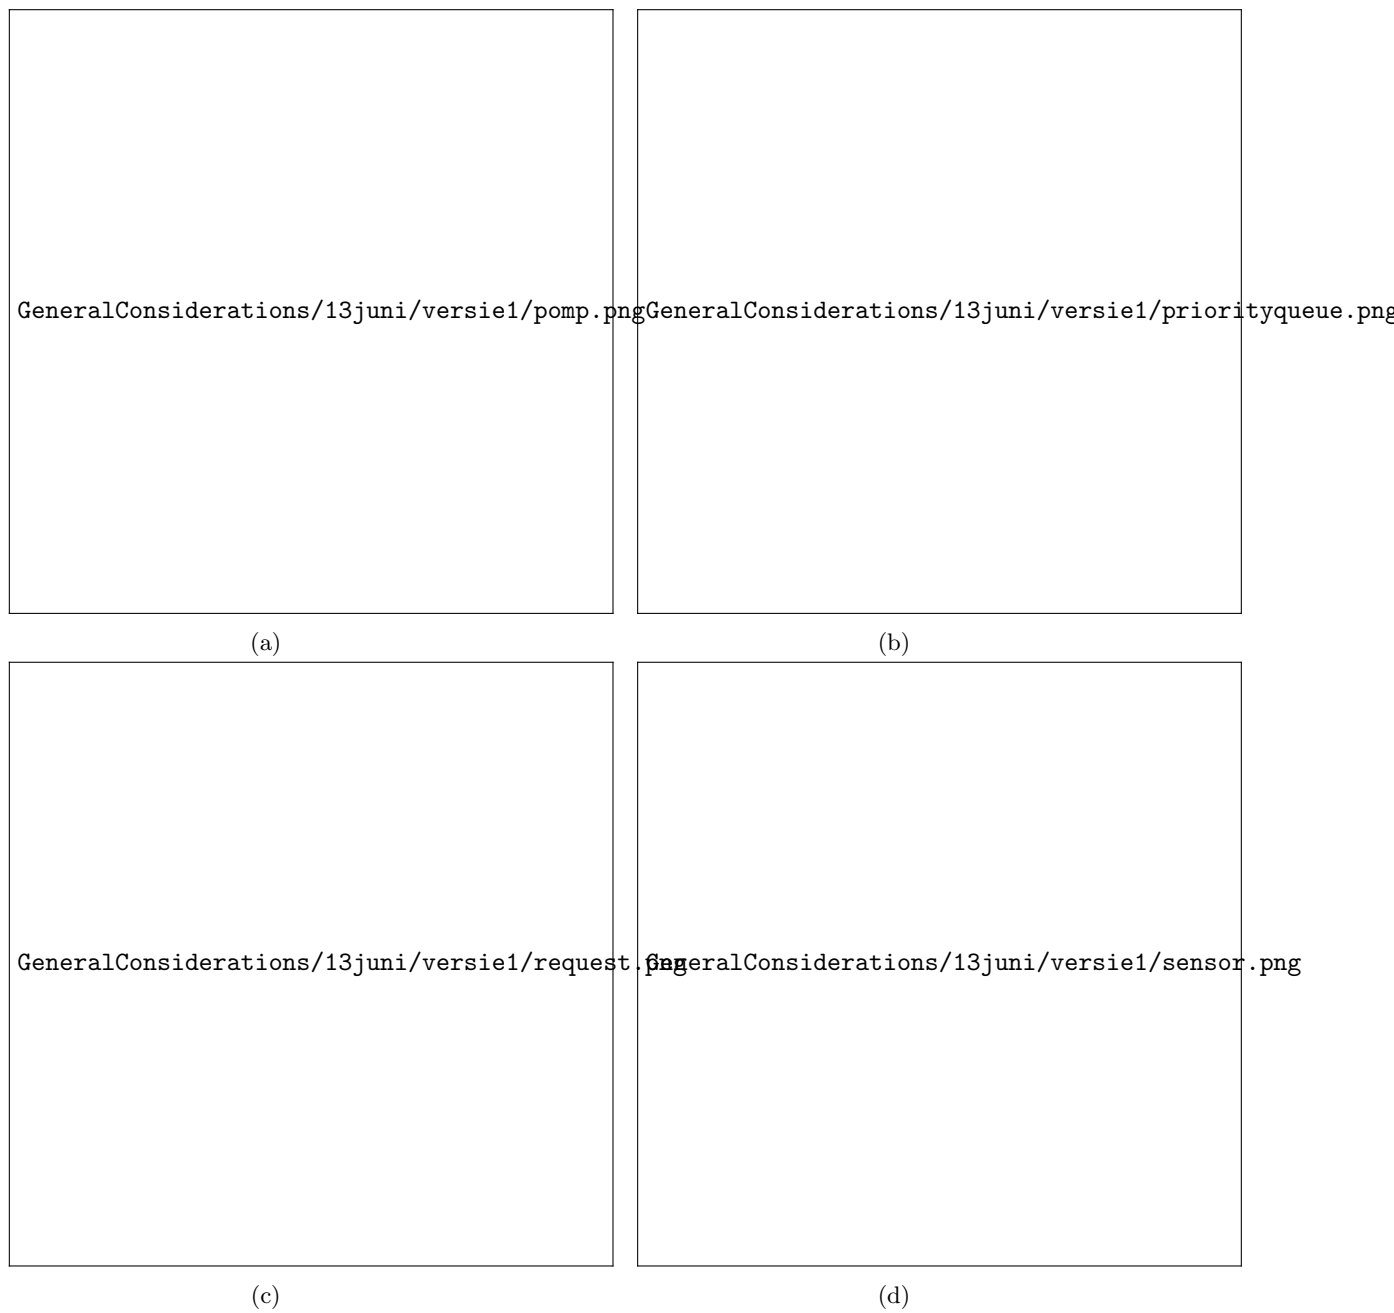 GeneralConsiderations/13juni/versie1/pomp.png
GeneralConsiderations/13juni/versie1/priorityqueue.png
(a)
(b)
GeneralConsiderations/13juni/versie1/request.png
GeneralConsiderations/13juni/versie1/sensor.png
(c)
(d)